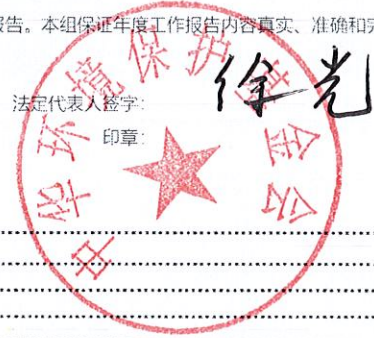 报告。本组保证年度工作报告内容真实、准确和完
法定代表人签字：
徐光
印章：
中华环境保护基金会